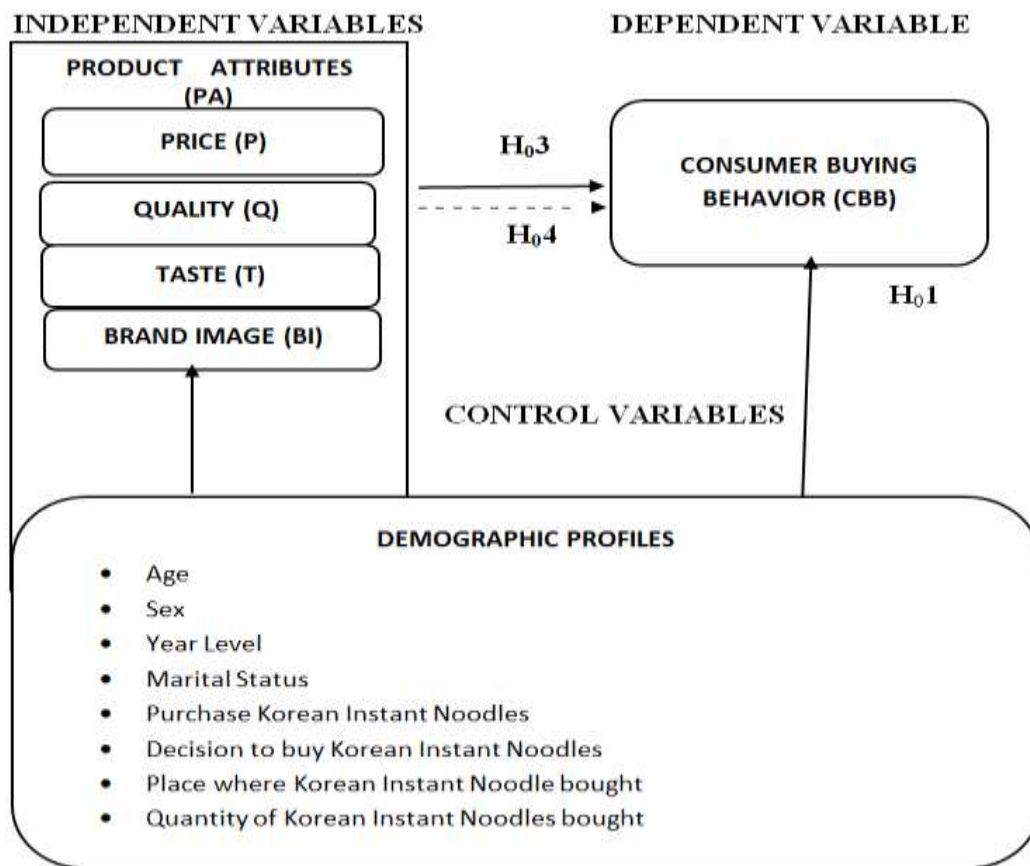 INDEPENDENT VARIABLES
DEPENDENT VARIABLE
PRODUCT ATTRIBUTES
(PA)
PRICE (P)
QUALITY (Q)
TASTE (T)
BRAND IMAGE (BI)
H₀3
H₀4
CONSUMER BUYING
BEHAVIOR (CBB)
H₀1
CONTROL VARIABLES
DEMOGRAPHIC PROFILES
• Age
• Sex
• Year Level
• Marital Status
• Purchase Korean Instant Noodles
• Decision to buy Korean Instant Noodles
• Place where Korean Instant Noodle bought
• Quantity of Korean Instant Noodles bought